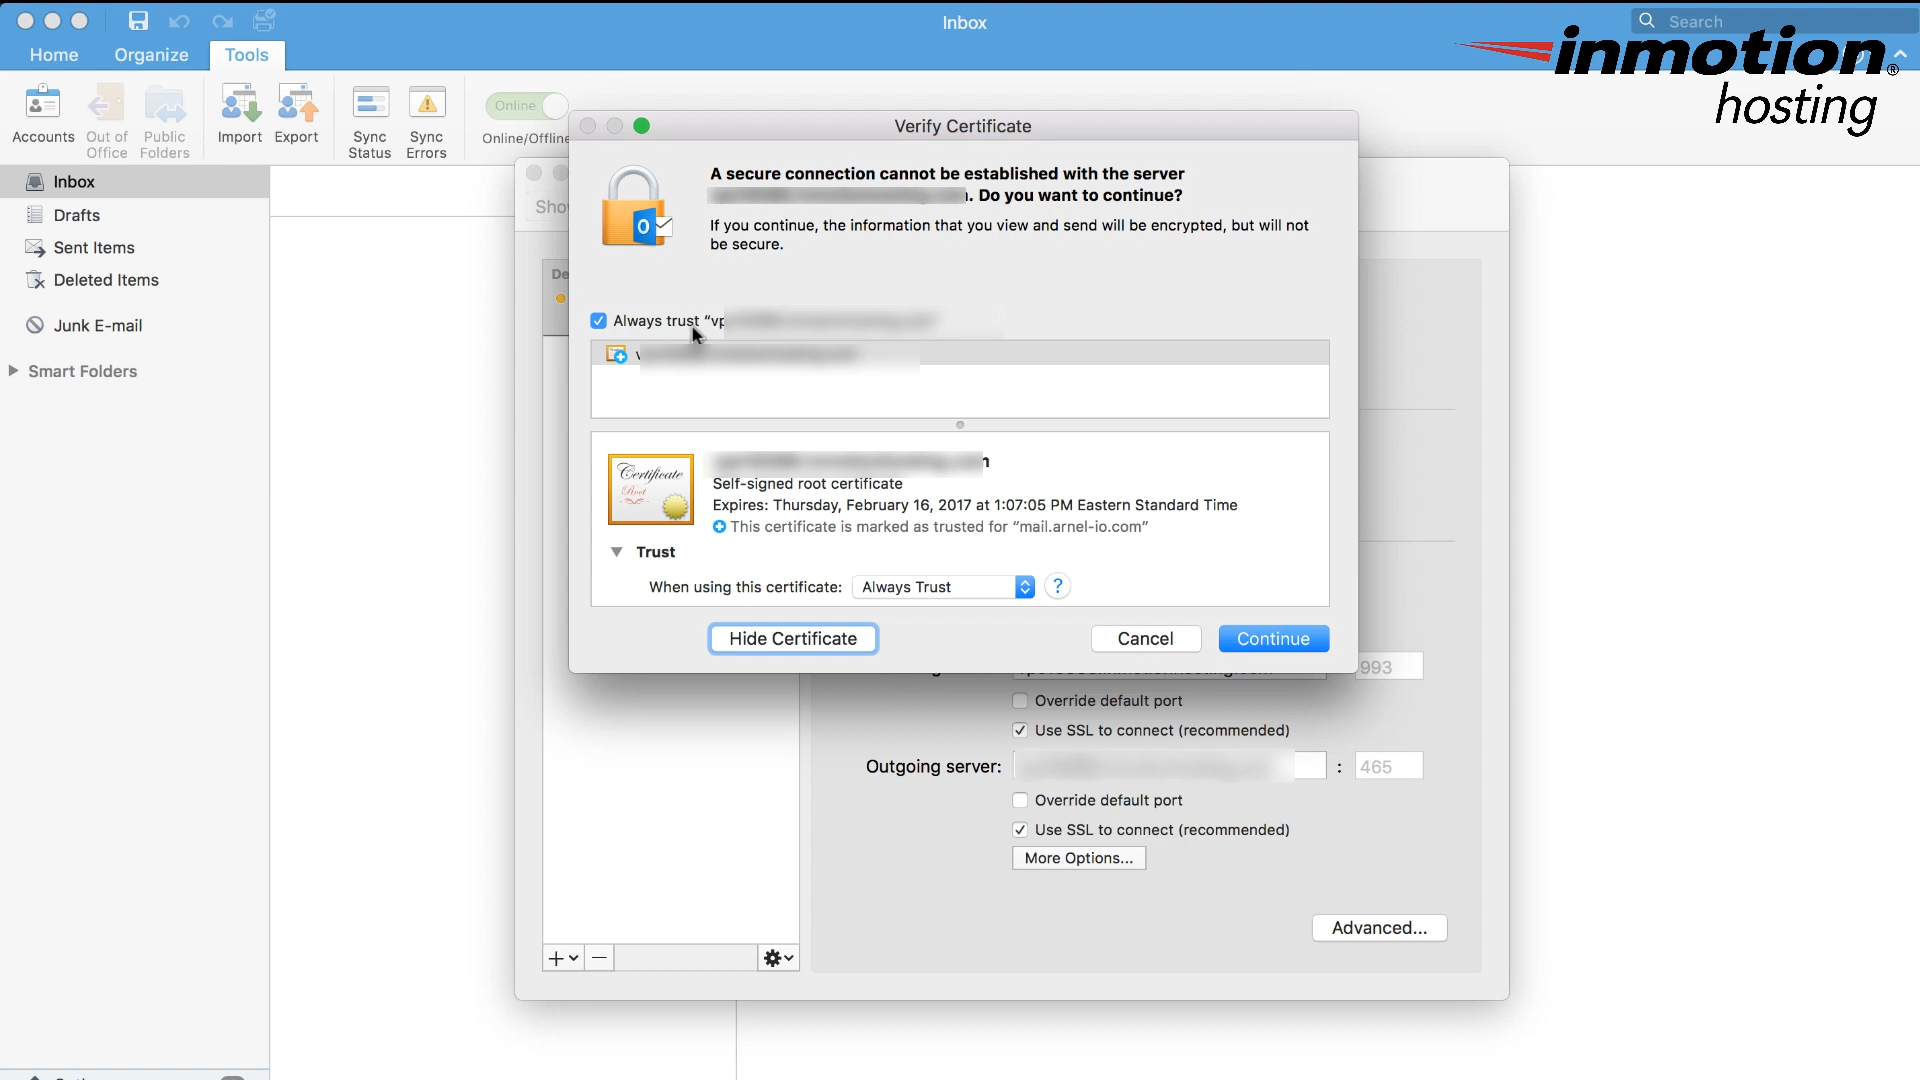 Inbox
Search
Home
Organize
Tools
inmotion®
hosting
Accounts
Out of
Office
Public
Folders
Import
Export
Sync
Status
Sync
Errors
Online
Online/Offline
Inbox
Drafts
Sent Items
Deleted Items
Junk E-mail
Smart Folders
Verify Certificate
A secure connection cannot be established with the server
. Do you want to continue?
If you continue, the information that you view and send will be encrypted, but will not
be secure.
Always trust “vp
Certificate
Root
Self-signed root certificate
Expires: Thursday, February 16, 2017 at 1:07:05 PM Eastern Standard Time
This certificate is marked as trusted for “mail.arnel-io.com”
Trust
When using this certificate: Always Trust ?
Hide Certificate
Cancel
Continue
Sho
De
993
Override default port
Use SSL to connect (recommended)
Outgoing server: : 465
Override default port
Use SSL to connect (recommended)
More Options...
Advanced...